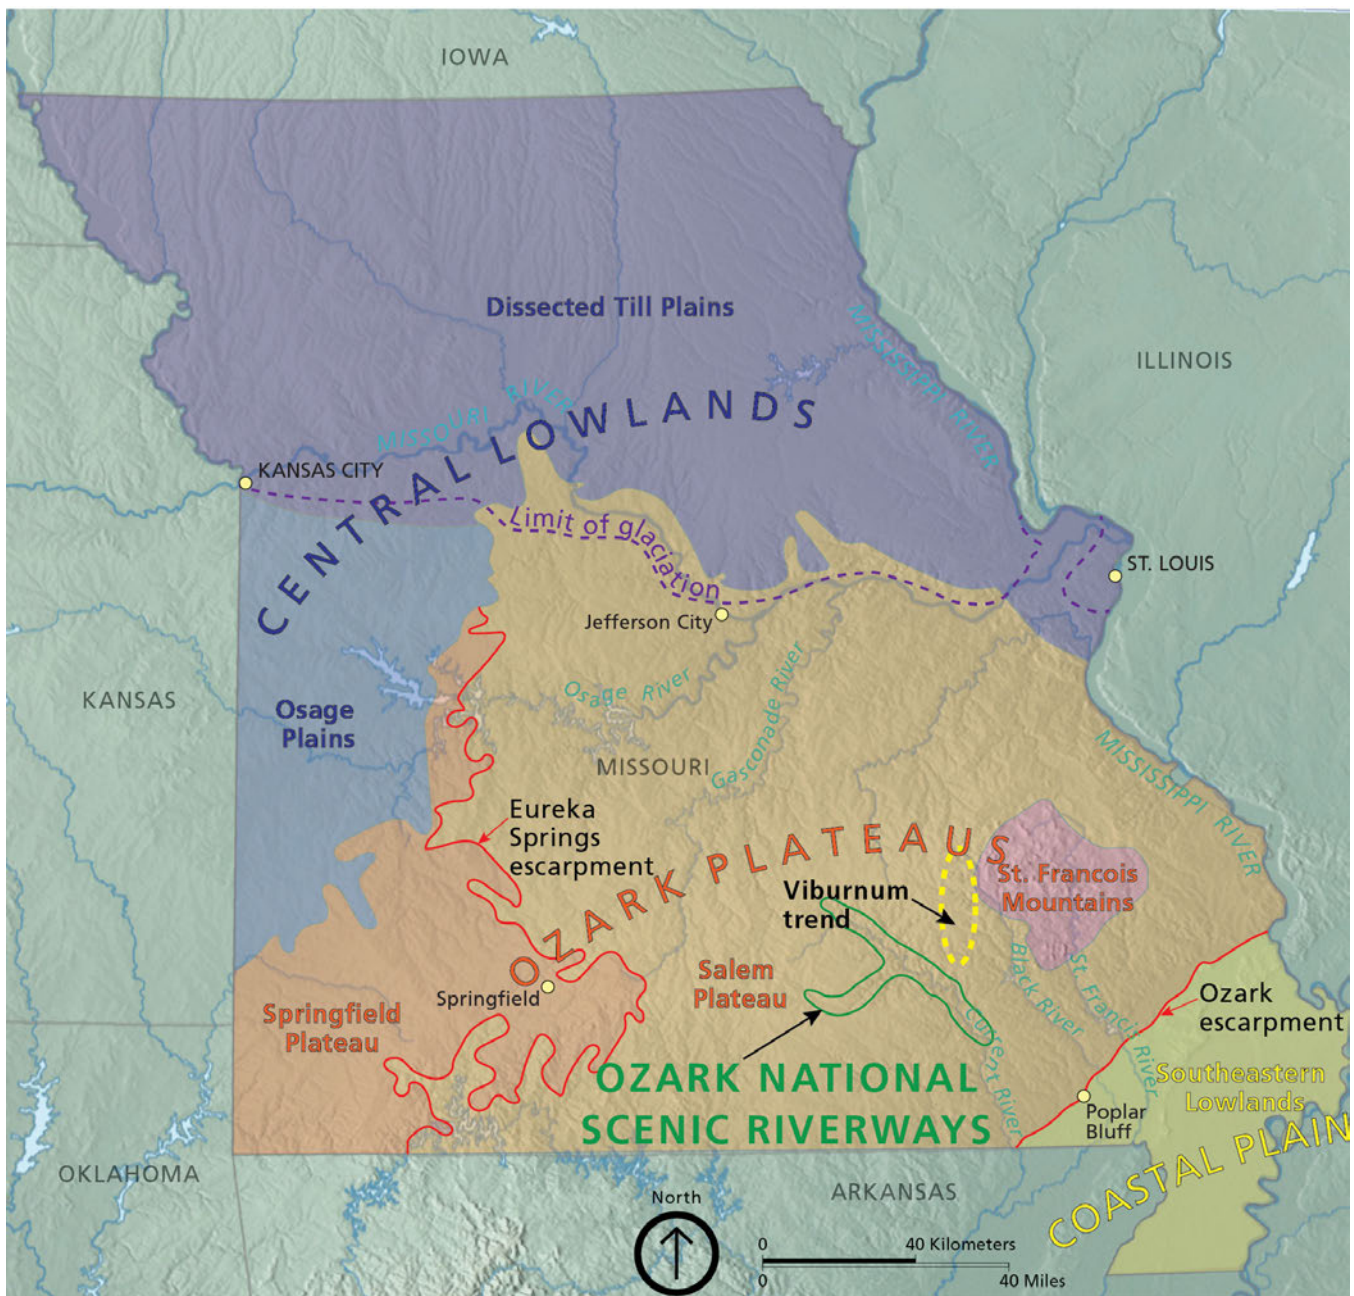 IOWA
Dissected Till Plains
MISSISSIPPI RIVER
ILLINOIS
MISSOURI RIVER
CENTRAL LOWLANDS
KANSAS CITY
Limit of glaciation
ST. LOUIS
Jefferson City
Osage River
Gasconade River
KANSAS
Osage
Plains
MISSOURI
MISSISSIPPI RIVER
Eureka
Springs
escarpment
OZARK PLATEAUS
St. Francois
Mountains
Viburnum
trend
Salem
Plateau
Black River
St. Francis River
Current River
Springfield
Springfield
Plateau
Ozark
escarpment
OZARK NATIONAL
SCENIC RIVERWAYS
Southeastern
Lowlands
Poplar
Bluff
COASTAL PLAIN
OKLAHOMA
ARKANSAS
North
0 40 Kilometers
0 40 Miles